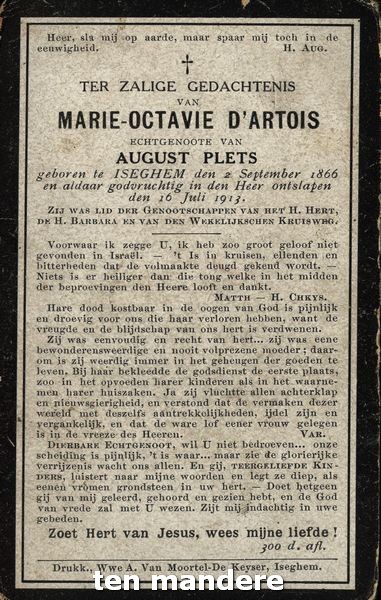 Heer, sla mij op aarde, maar spaar mij toch in de
eeuwigheid. H. Aug.
TER ZALIGE GEDACHTENIS
VAN
MARIE-OCTAVIE D'ARTOIS
ECHTGENOOTE VAN
AUGUST PLETS
geboren te ISEGHEM den 2 September 1866
en aldaar godvruchtig in den Heer ontslapen
den 16 Juli 1913.
Zij was lid der Genootschappen van het H. Hert,
de H. Barbara en van den Wekelijkschen Kruisweg.
Voorwaar ik zegge U, ik heb zoo groot geloof niet
gevonden in Israël. — 't Is in kruisen, ellenden en
bitterheden dat de volmaakte deugd gekend wordt. —
Niets er heiliger dan die tong welke in het midden
der beproevingen den Heere looft en dankt.
Matth — H. Chrys.
Hare dood kostbaar in de oogen van God is pijnlijk
en droevig voor ons die haar verloren hebben, want de
vreugde en de blijdschap van ons hert is verdwenen.
Zij was eenvoudig en recht van hert... zij was eene
bewonderensweerdige en nooit volprezene moeder; daar-
om is zij weerdig immer in het geheugen der goeden te
leven. Bij haar bekleedde de godsdienst de eerste plaats,
zoo in het opvoeden harer kinderen als in het waarne-
men harer huiszaken. Ja zij vluchtte allen achterklap
en nieuwsgierigheid, en verstond dat de vermaken dezer
wereld met deszelfs aantrekkelijkheden, ijdel zijn en
vergankelijk, en dat de ware lof eener vrouw gelegen
is in de vreeze des Heeren. Var.
Dierbare Echtgenoot, wil U niet bedroeven... onze
scheiding is pijnlijk, 't is waar... maar zie de glorierijke
verrijzenis wacht ons allen. En gij, teergeliefde Kin-
ders, luistert naar mijne woorden en legt ze diep, als
eenen vromen grondsteen in uw hert. — Doet hetgeen
gij van mij geleerd, gehoord en gezien hebt, en de God
van vrede zal met U wezen. Zijt mij indachtig in uwe
gebeden.
Zoet Hert van Jesus, wees mijne liefde!
300 d. afl.
Drukk., Wwe A. Van Moortel-De Keyser, Iseghem.
ten mandere